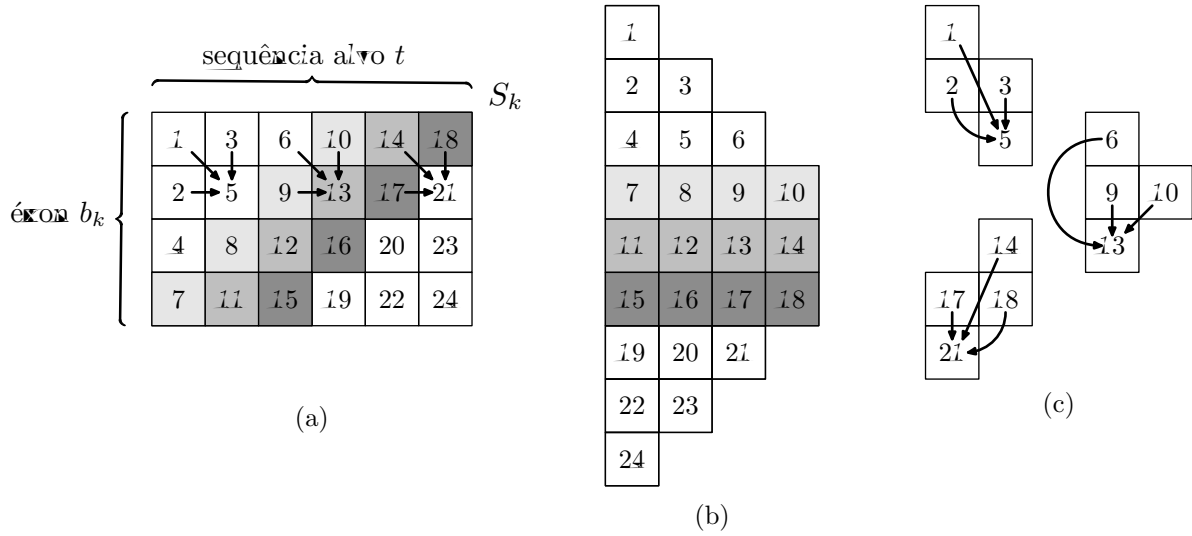 sequência alvo t
S_k
éxon b_k
1 3 6 10 14 18
2 5 9 13 17 21
4 8 12 16 20 23
7 11 15 19 22 24
(a)
1
2 3
4 5 6
7 8 9 10
11 12 13 14
15 16 17 18
19 20 21
22 23
24
(b)
1
2 3
5
6
9 10
13
14
17 18
21
(c)